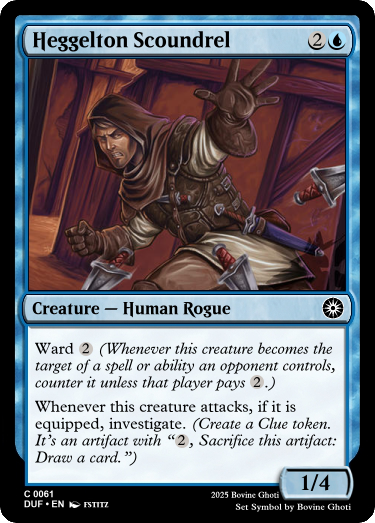 Heggelton Scoundrel 2
Creature — Human Rogue
Ward 2 (Whenever this creature becomes the
target of a spell or ability an opponent controls,
counter it unless that player pays 2.)
Whenever this creature attacks, if it is
equipped, investigate. (Create a Clue token.
It's an artifact with “2, Sacrifice this artifact:
Draw a card.”)
1/4
C 0061
DUF • EN ESTITZ
2025 Bovine Ghoti
Set Symbol by Bovine Ghoti